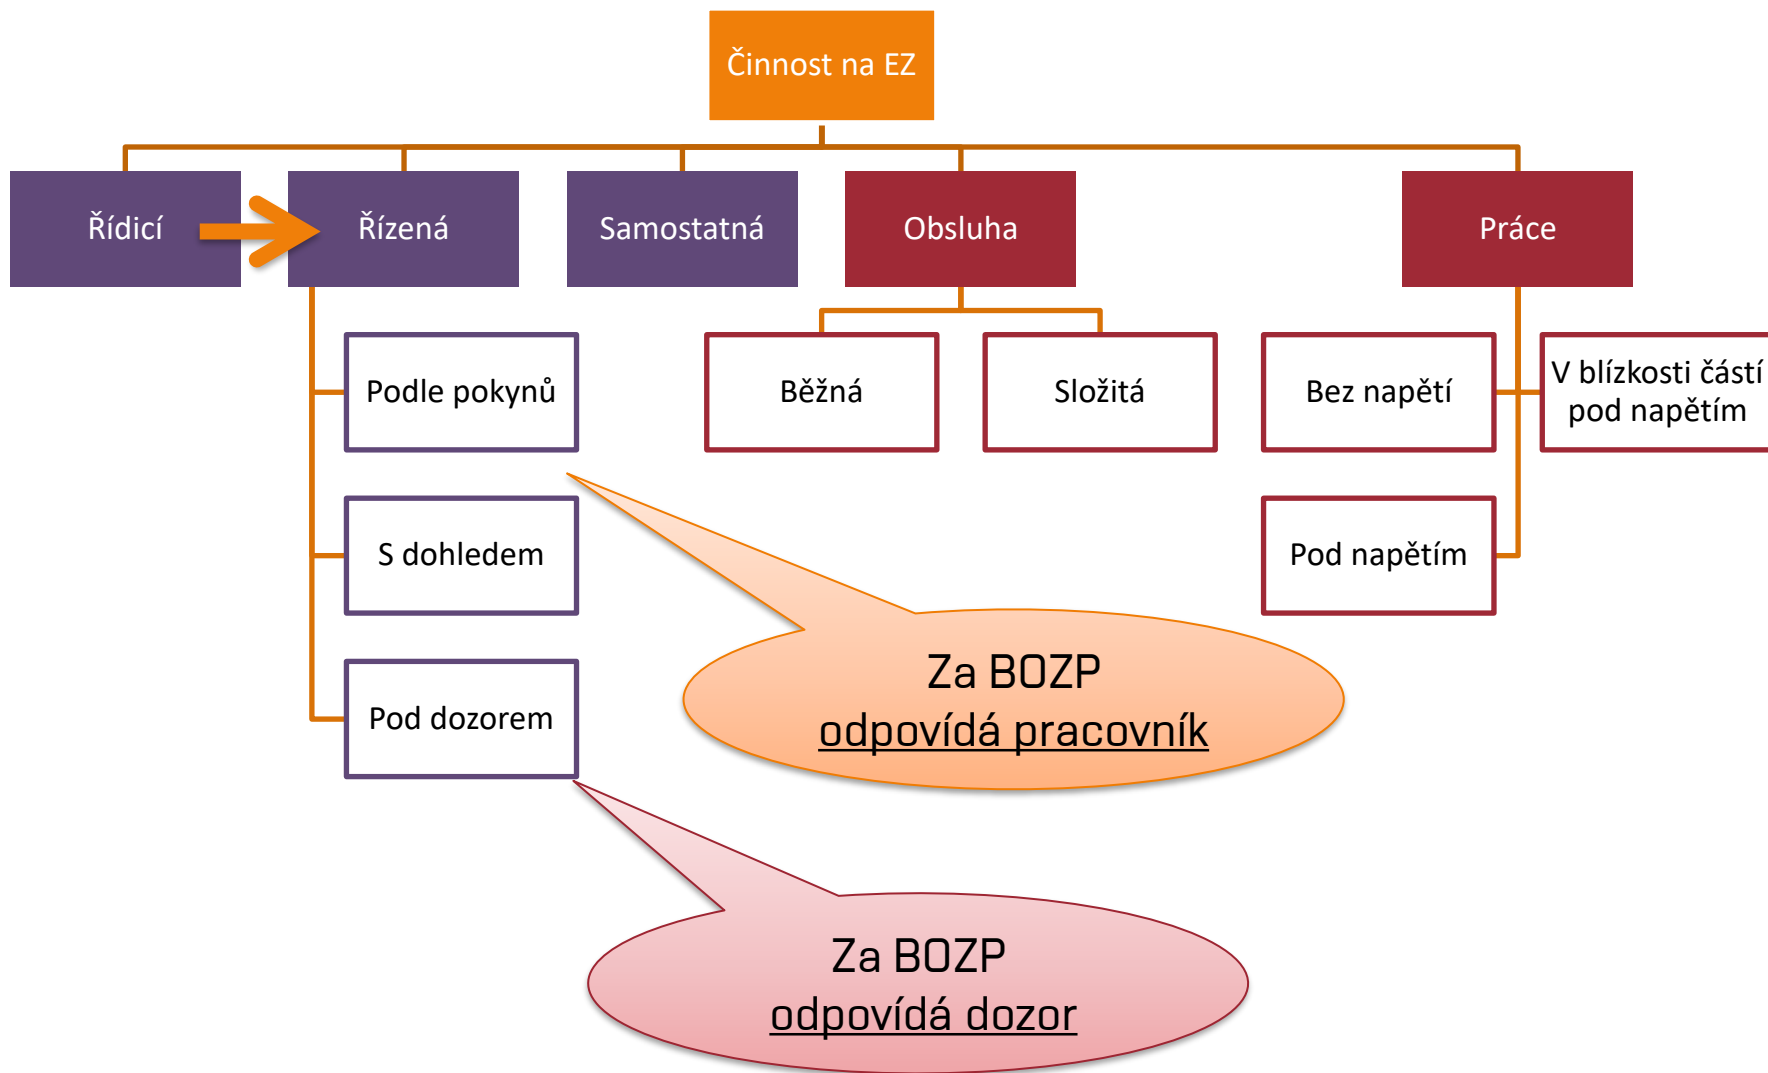 Činnost na EZ
Řídicí
Řízená
Samostatná
Obsluha
Práce
Podle pokynů
Běžná
Složitá
Bez napětí
V blízkosti částí
pod napětím
S dohledem
Pod napětím
Pod dozorem
Za BOZP
odpovídá pracovník
Za BOZP
odpovídá dozor